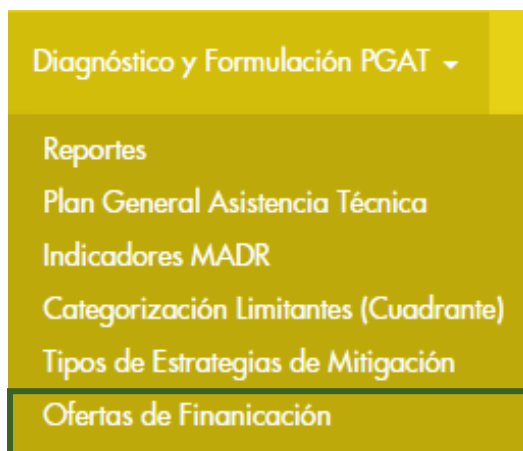 Diagnóstico y Formulación PGAT
Reportes
Plan General Asistencia Técnica
Indicadores MADR
Categorización Limitantes (Cuadrante)
Tipos de Estrategias de Mitigación
Ofertas de Finanicación